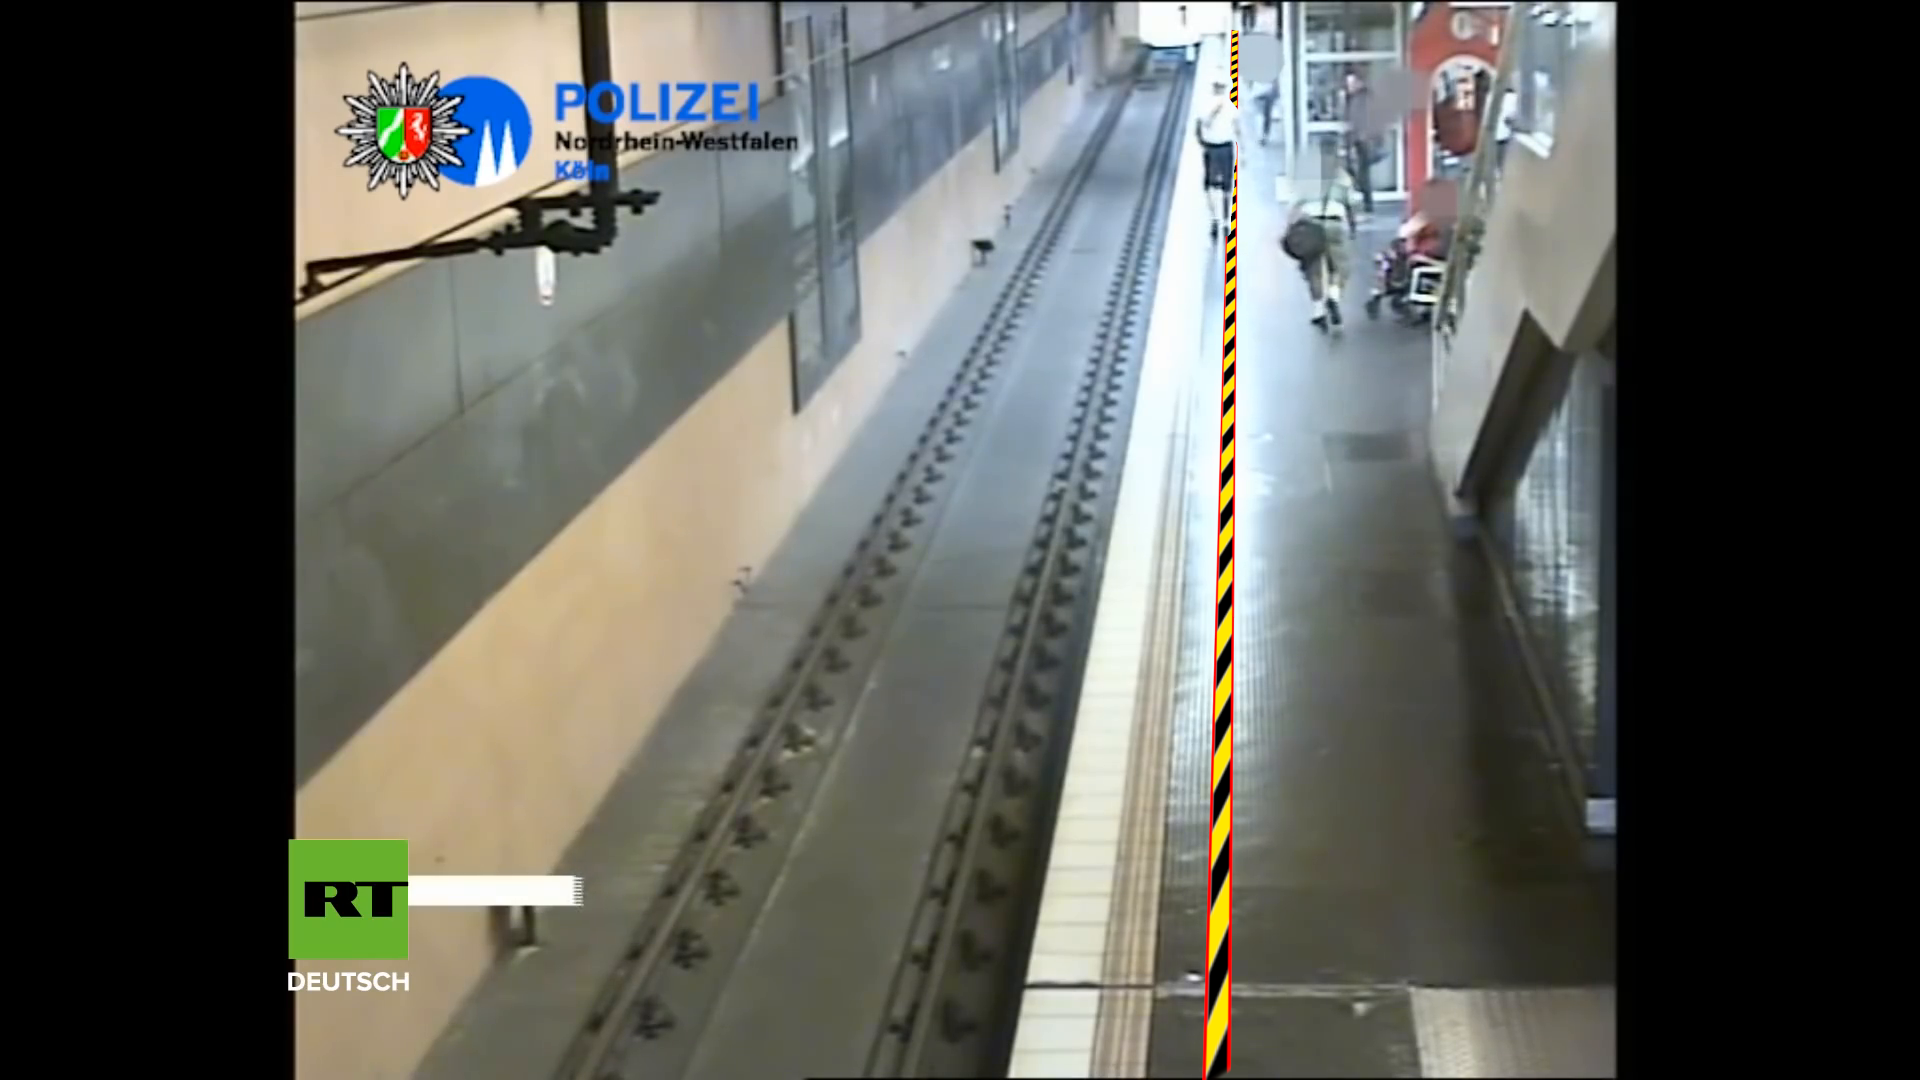 POLIZEI
Nordrhein-Westfalen
Köln
RT
DEUTSCH